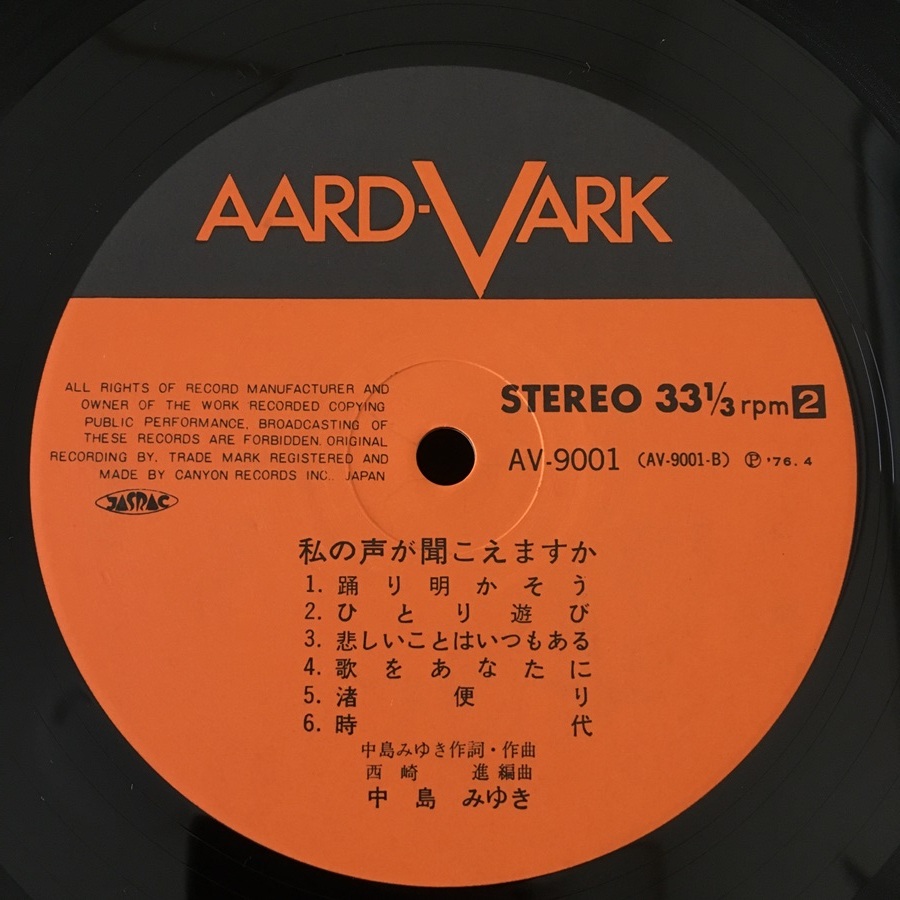 AARD-VARK
ALL RIGHTS OF RECORD MANUFACTURER AND
OWNER OF THE WORK RECORDED COPYING
PUBLIC PERFORMANCE, BROADCASTING OF
THESE RECORDS ARE FORBIDDEN. ORIGINAL
RECORDING BY, TRADE MARK REGISTERED AND
MADE BY CANYON RECORDS INC., JAPAN
JASRAC
STEREO 33⅓ rpm 2
AV-9001 (AV-9001-B) Ⓟ '76.4
私の声が聞こえますか
1. 踊り明かそう
2. ひとり遊び
3. 悲しいことはいつもある
4. 歌をあなたに
5. 渚便り
6. 時代
中島みゆき作詞・作曲
西崎 進編曲
中島みゆき